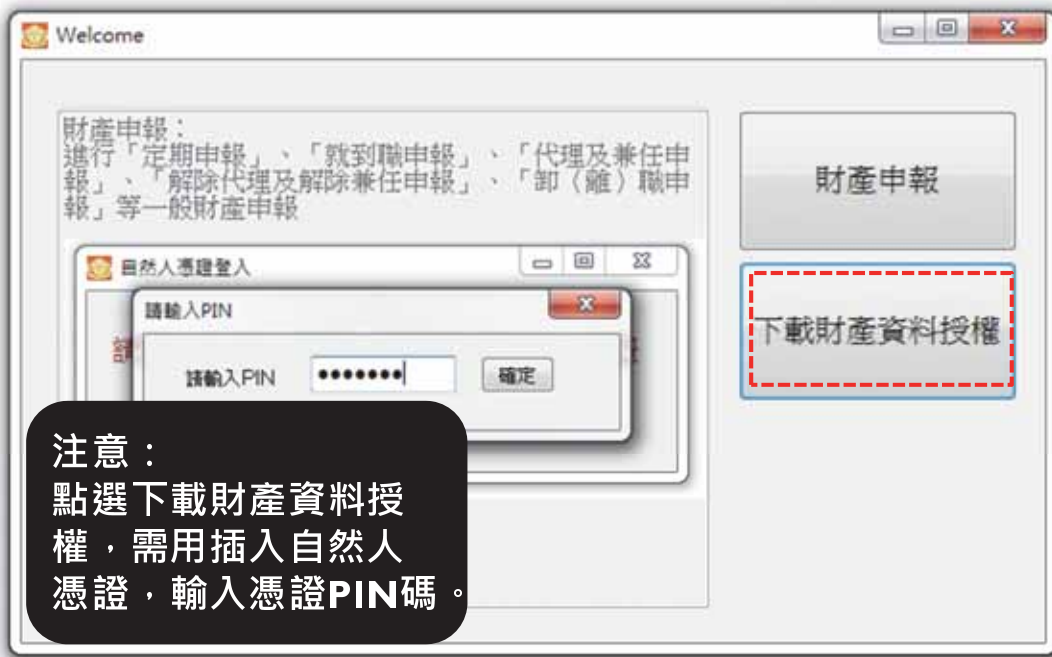 Welcome
財產申報：
進行「定期申報」、「就到職申報」、「代理及兼任申
報」、「解除代理及解除兼任申報」、「卸（離）職申
報」等一般財產申報
財產申報
下載財產資料授權
自然人憑證登入
請輸入PIN
請輸入PIN
確定
注意：
點選下載財產資料授
權，需用插入自然人
憑證，輸入憑證PIN碼。